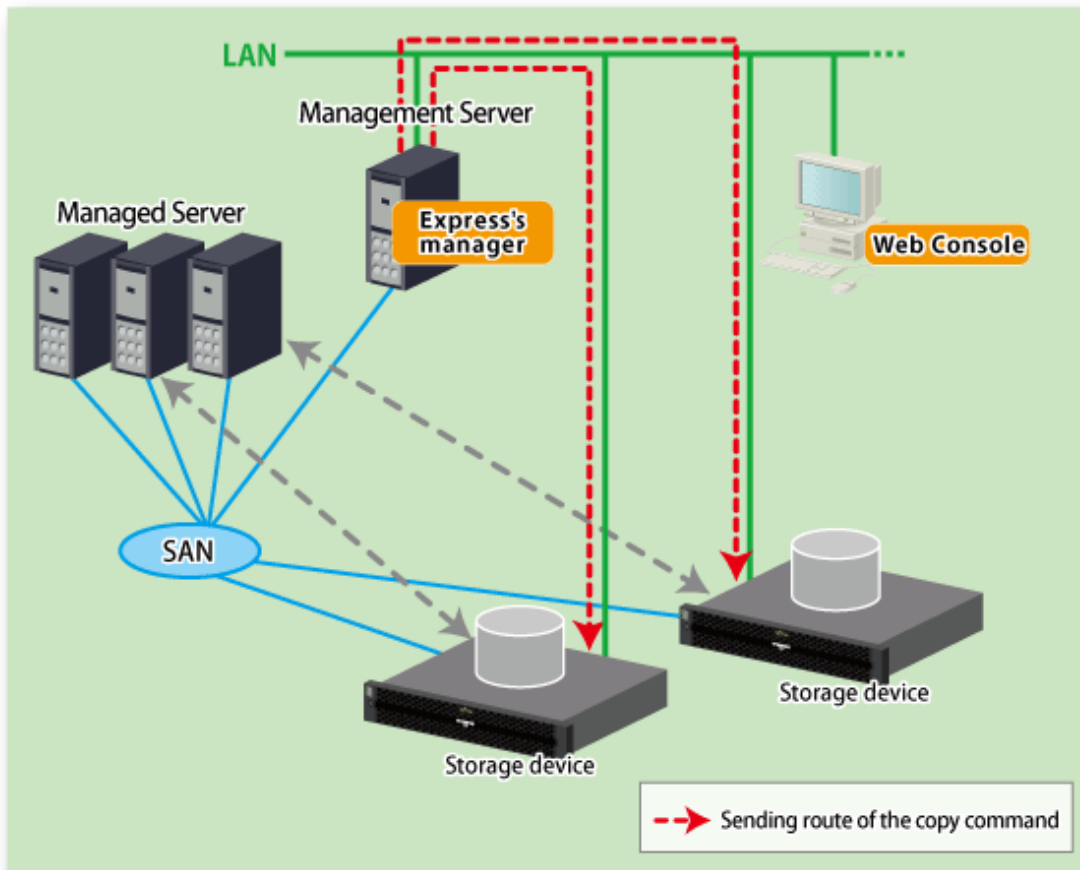 LAN
Management Server
Managed Server
Express's
manager
Web Console
SAN
Storage device
Storage device
Sending route of the copy command